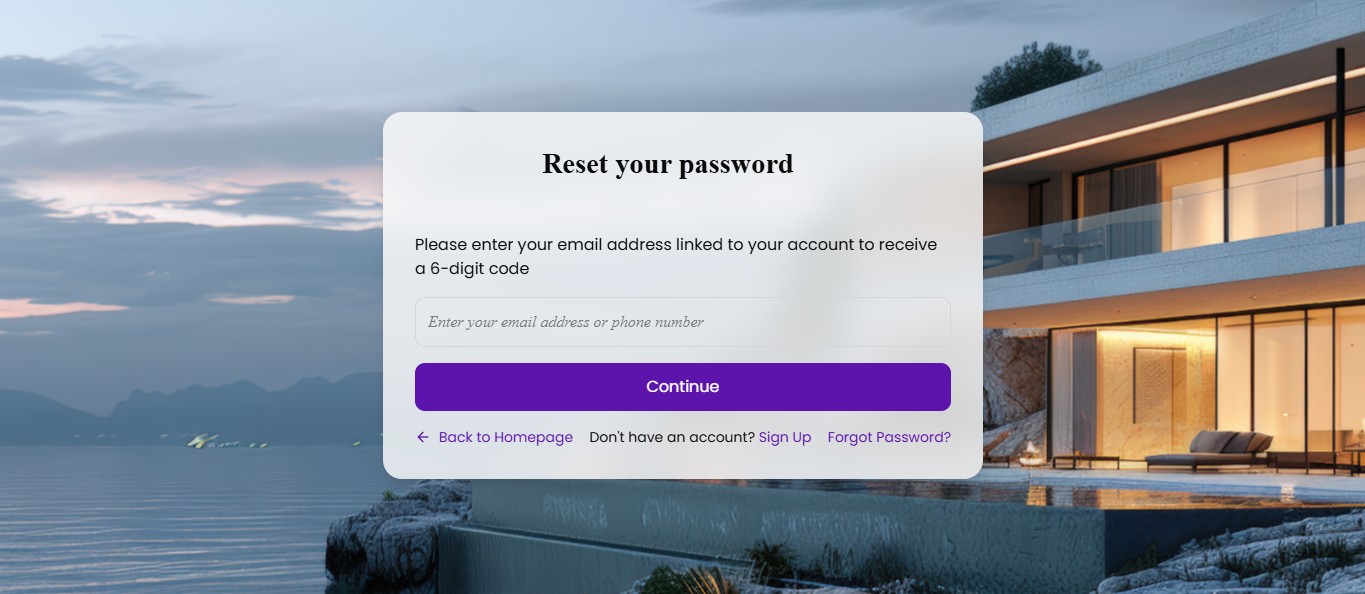 Reset your password
Please enter your email address linked to your account to receive
a 6-digit code
Enter your email address or phone number
Continue
Back to Homepage Don't have an account? Sign Up Forgot Password?